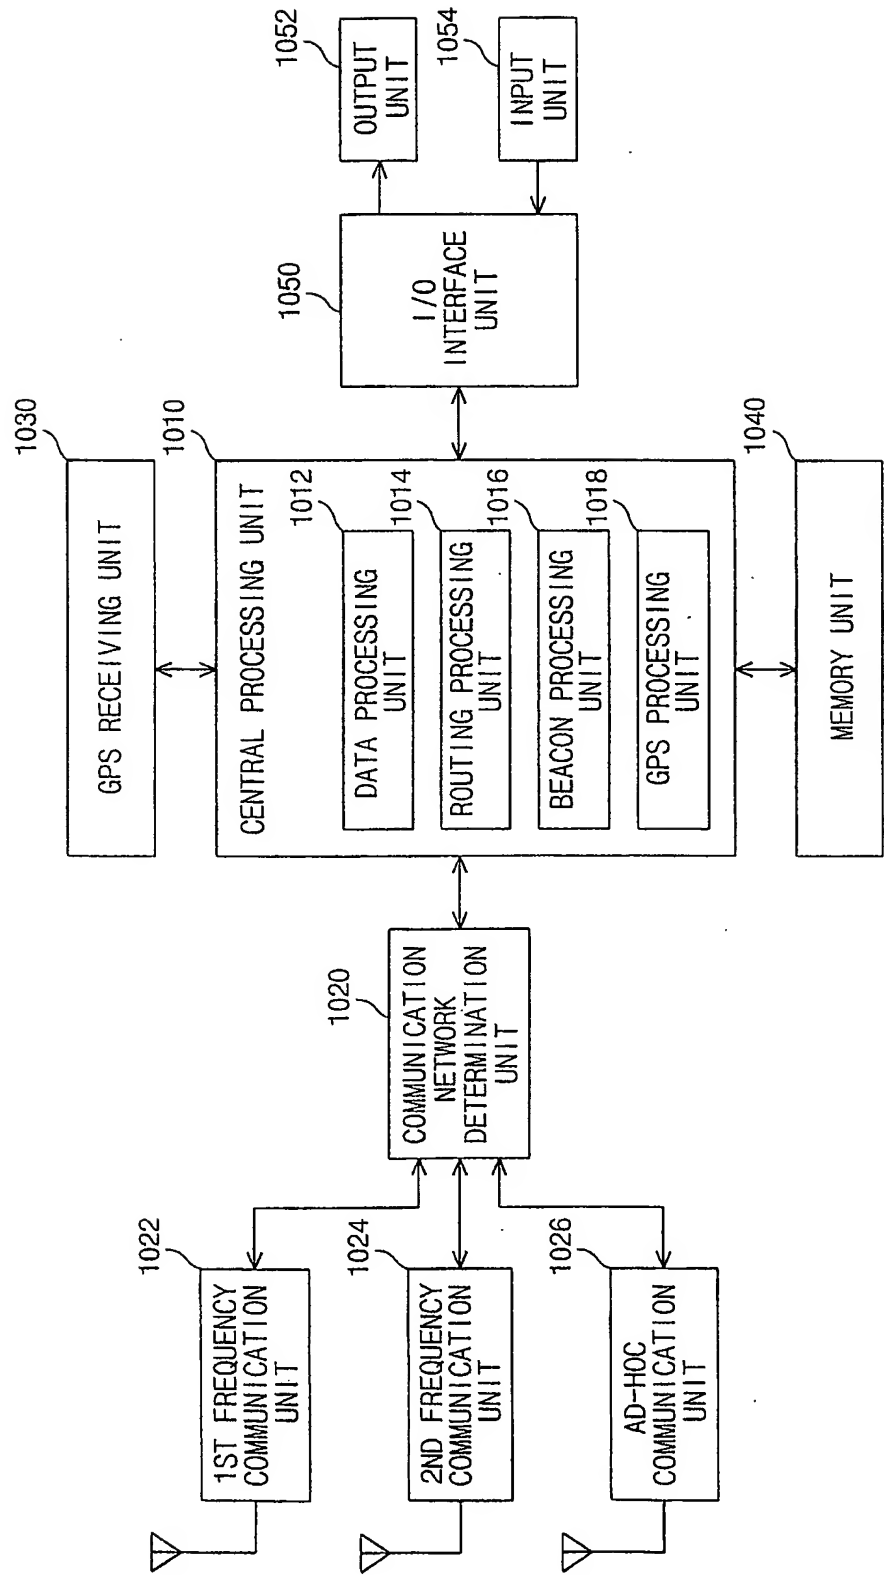 1030
GPS RECEIVING UNIT
1010
CENTRAL PROCESSING UNIT
1012
DATA PROCESSING
UNIT
1014
ROUTING PROCESSING
UNIT
1016
BEACON PROCESSING
UNIT
1018
GPS PROCESSING
UNIT
1040
MEMORY UNIT
1022
1ST FREQUENCY
COMMUNICATION
UNIT
1024
2ND FREQUENCY
COMMUNICATION
UNIT
1026
AD-HOC
COMMUNICATION
UNIT
1020
COMMUNICATION
NETWORK
DETERMINATION
UNIT
1050
I/O
INTERFACE
UNIT
1052
OUTPUT
UNIT
1054
INPUT
UNIT